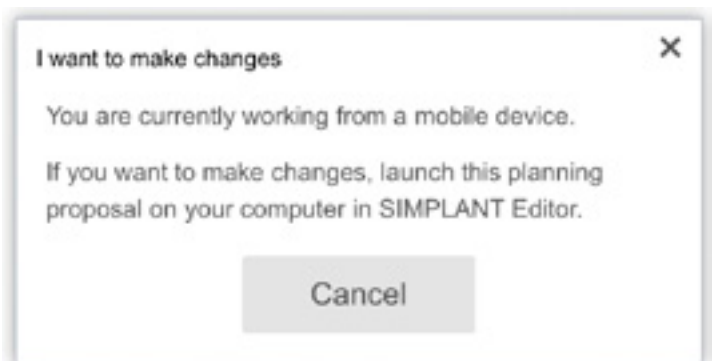 I want to make changes
You are currently working from a mobile device.
If you want to make changes, launch this planning
proposal on your computer in SIMPLANT Editor.
Cancel